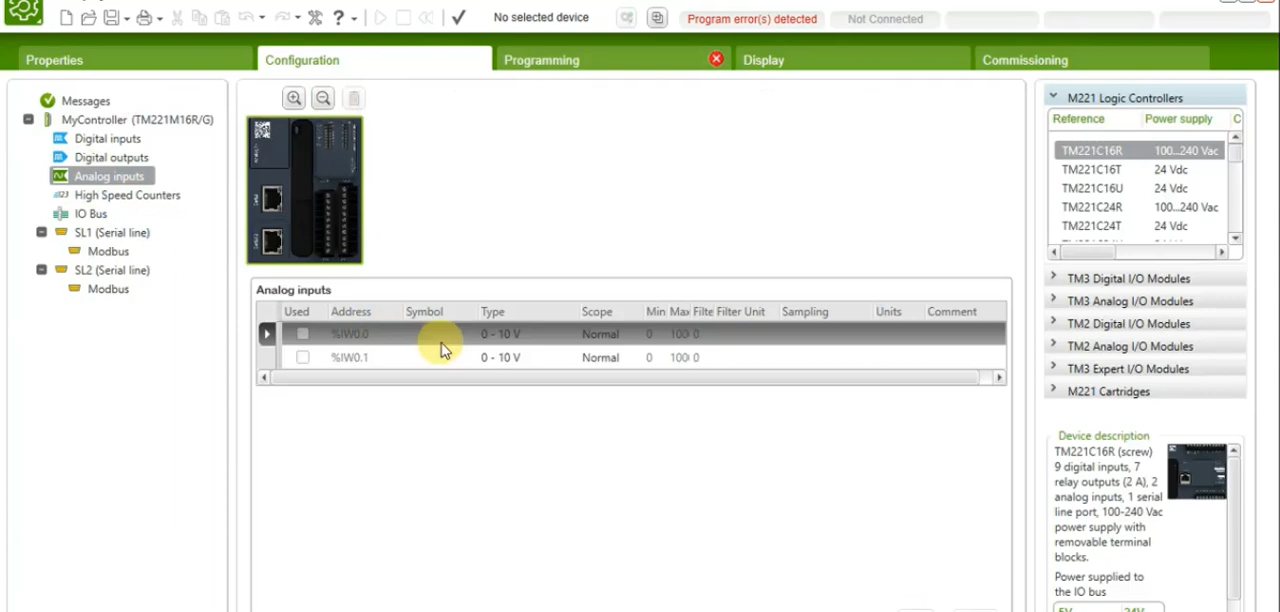 No selected device
Program error(s) detected
Not Connected
Properties
Configuration
Programming
Display
Commissioning
Messages
MyController (TM221M16R/G)
Digital inputs
Digital outputs
Analog inputs
High Speed Counters
IO Bus
SL1 (Serial line)
Modbus
SL2 (Serial line)
Modbus
Analog inputs
Used Address Symbol Type Scope Min Max Filte Filter Unit Sampling Units Comment
%IW0.0 0 - 10 V Normal 0 100 0
%IW0.1 0 - 10 V Normal 0 100 0
M221 Logic Controllers
Reference Power supply C
TM221C16R 100...240 Vac
TM221C16T 24 Vdc
TM221C16U 24 Vdc
TM221C24R 100...240 Vac
TM221C24T 24 Vdc
TM3 Digital I/O Modules
TM3 Analog I/O Modules
TM2 Digital I/O Modules
TM2 Analog I/O Modules
TM3 Expert I/O Modules
M221 Cartridges
Device description
TM221C16R (screw)
9 digital inputs, 7
relay outputs (2 A), 2
analog inputs, 1 serial
line port, 100-240 Vac
power supply with
removable terminal
blocks.
Power supplied to
the IO bus
5V 24V